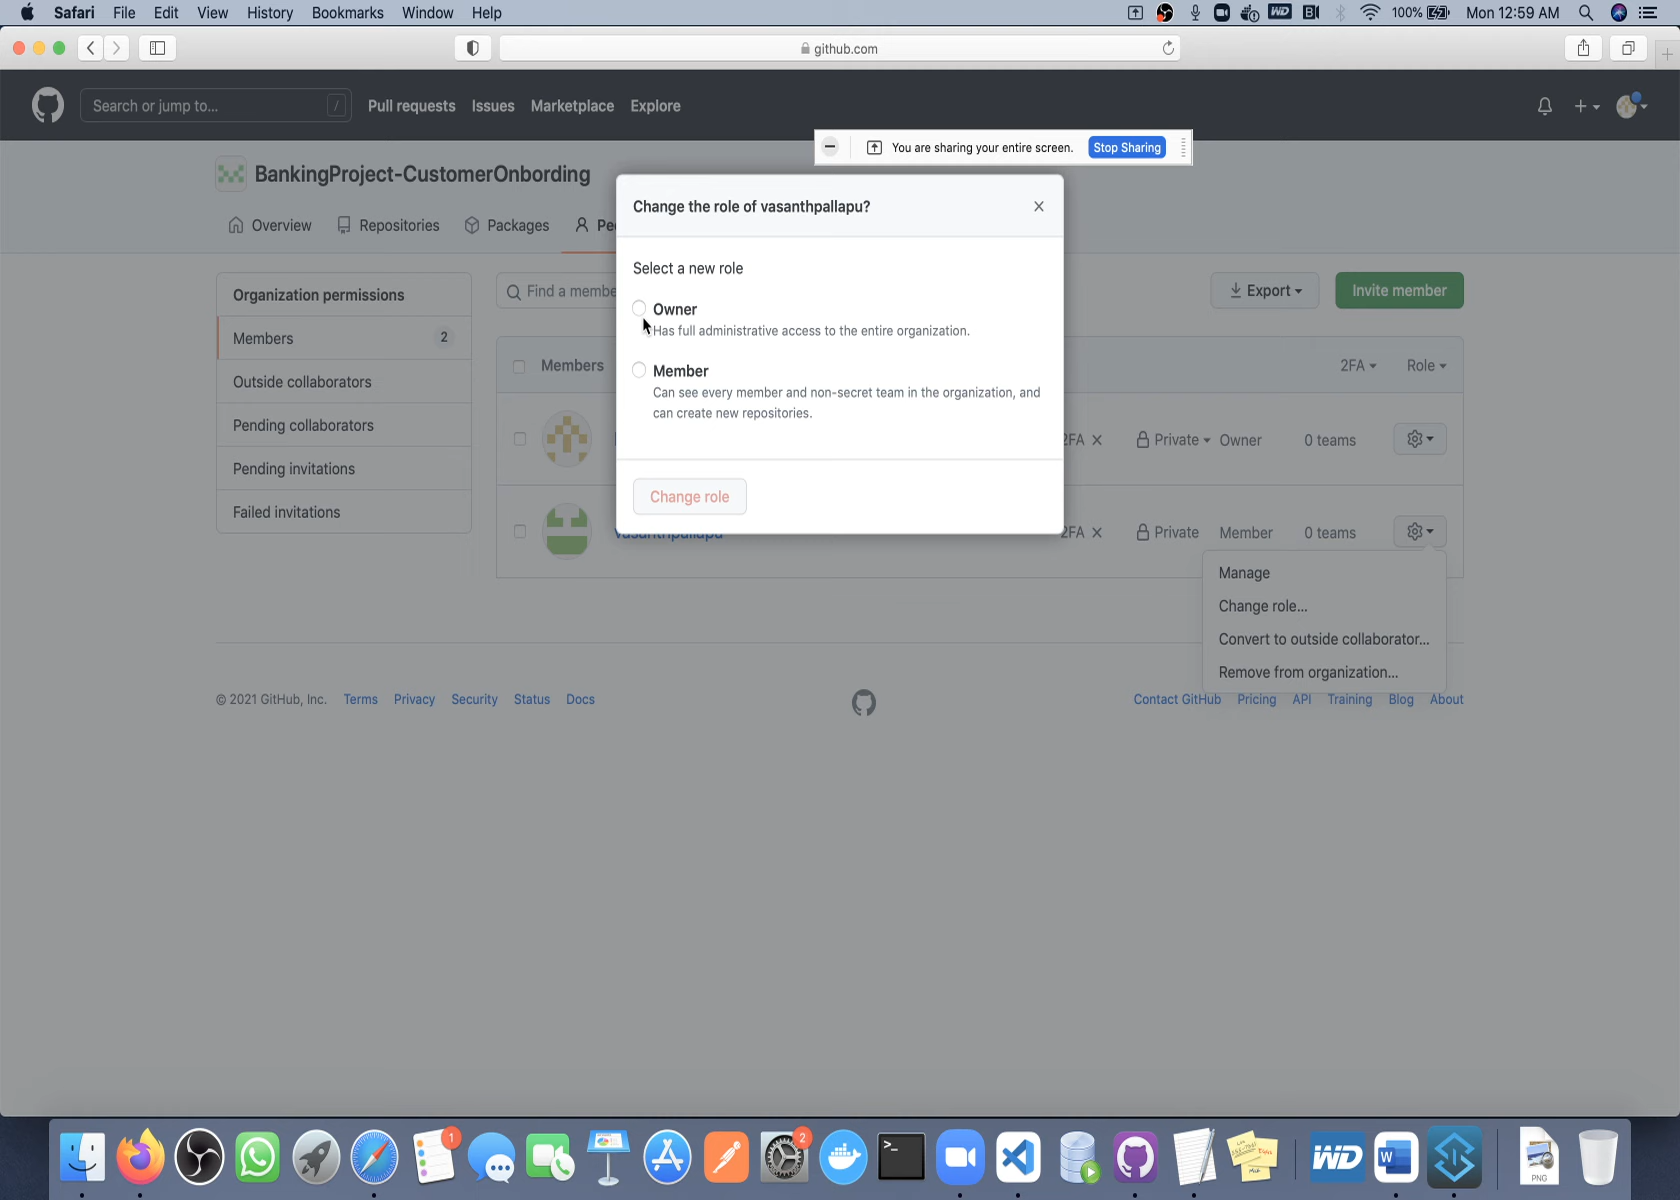 Safari File Edit View History Bookmarks Window Help
WD
100%
Mon 12:59 AM
github.com
Search or jump to... /
Pull requests Issues Marketplace Explore
You are sharing your entire screen. Stop Sharing
BankingProject-CustomerOnbording
Overview Repositories Packages
Change the role of vasanthpallapu?
Select a new role
Owner
Has full administrative access to the entire organization.
Member
Can see every member and non-secret team in the organization, and
can create new repositories.
Change role
Organization permissions
Members 2
Outside collaborators
Pending collaborators
Pending invitations
Failed invitations
Find a membe
Export
Invite member
Members 2FA Role
2FA Private Owner 0 teams
vasanthpallapu 2FA Private Member 0 teams
Manage
Change role...
Convert to outside collaborator...
Remove from organization...
© 2021 GitHub, Inc. Terms Privacy Security Status Docs
Contact GitHub Pricing API Training Blog About
1
2
WD
W
PNG